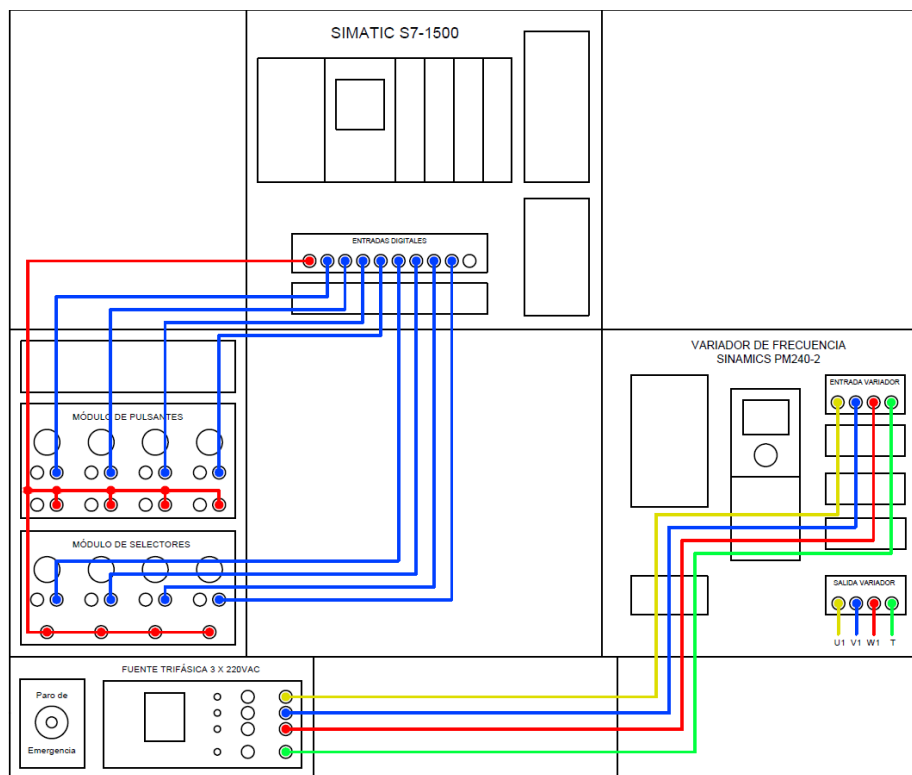 SIMATIC S7-1500
ENTRADAS DIGITALES
VARIADOR DE FRECUENCIA
SINAMICS PM240-2
ENTRADA VARIADOR
MÓDULO DE PULSANTES
MÓDULO DE SELECTORES
SALIDA VARIADOR
U1 V1 W1 T
FUENTE TRIFÁSICA 3 X 220VAC
Paro de
Emergencia